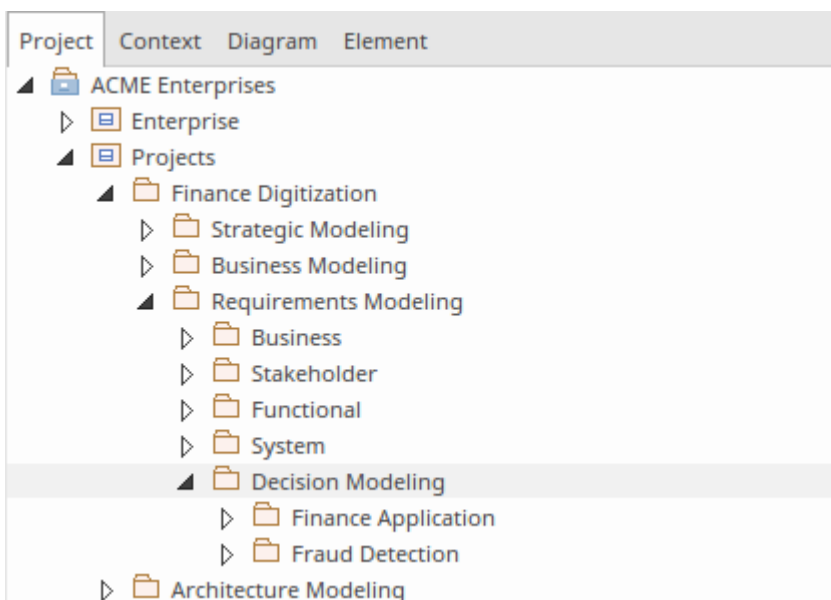 Project Context Diagram Element
ACME Enterprises
Enterprise
Projects
Finance Digitization
Strategic Modeling
Business Modeling
Requirements Modeling
Business
Stakeholder
Functional
System
Decision Modeling
Finance Application
Fraud Detection
Architecture Modeling